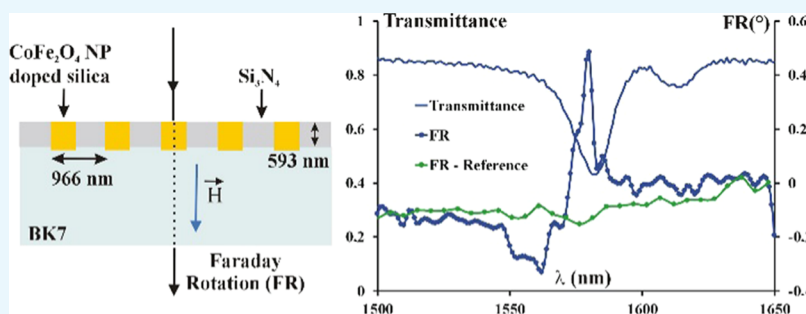 CoFe₂O₄ NP
doped silica
Si₃N₄
966 nm
593 nm
H
BK7
Faraday
Rotation (FR)
Transmittance
FR(°)
1
0.8
0.6
0.4
0.2
0
0.6
0.4
0
Transmittance
FR
FR - Reference
λ (nm)
1500
1550
1600
1650